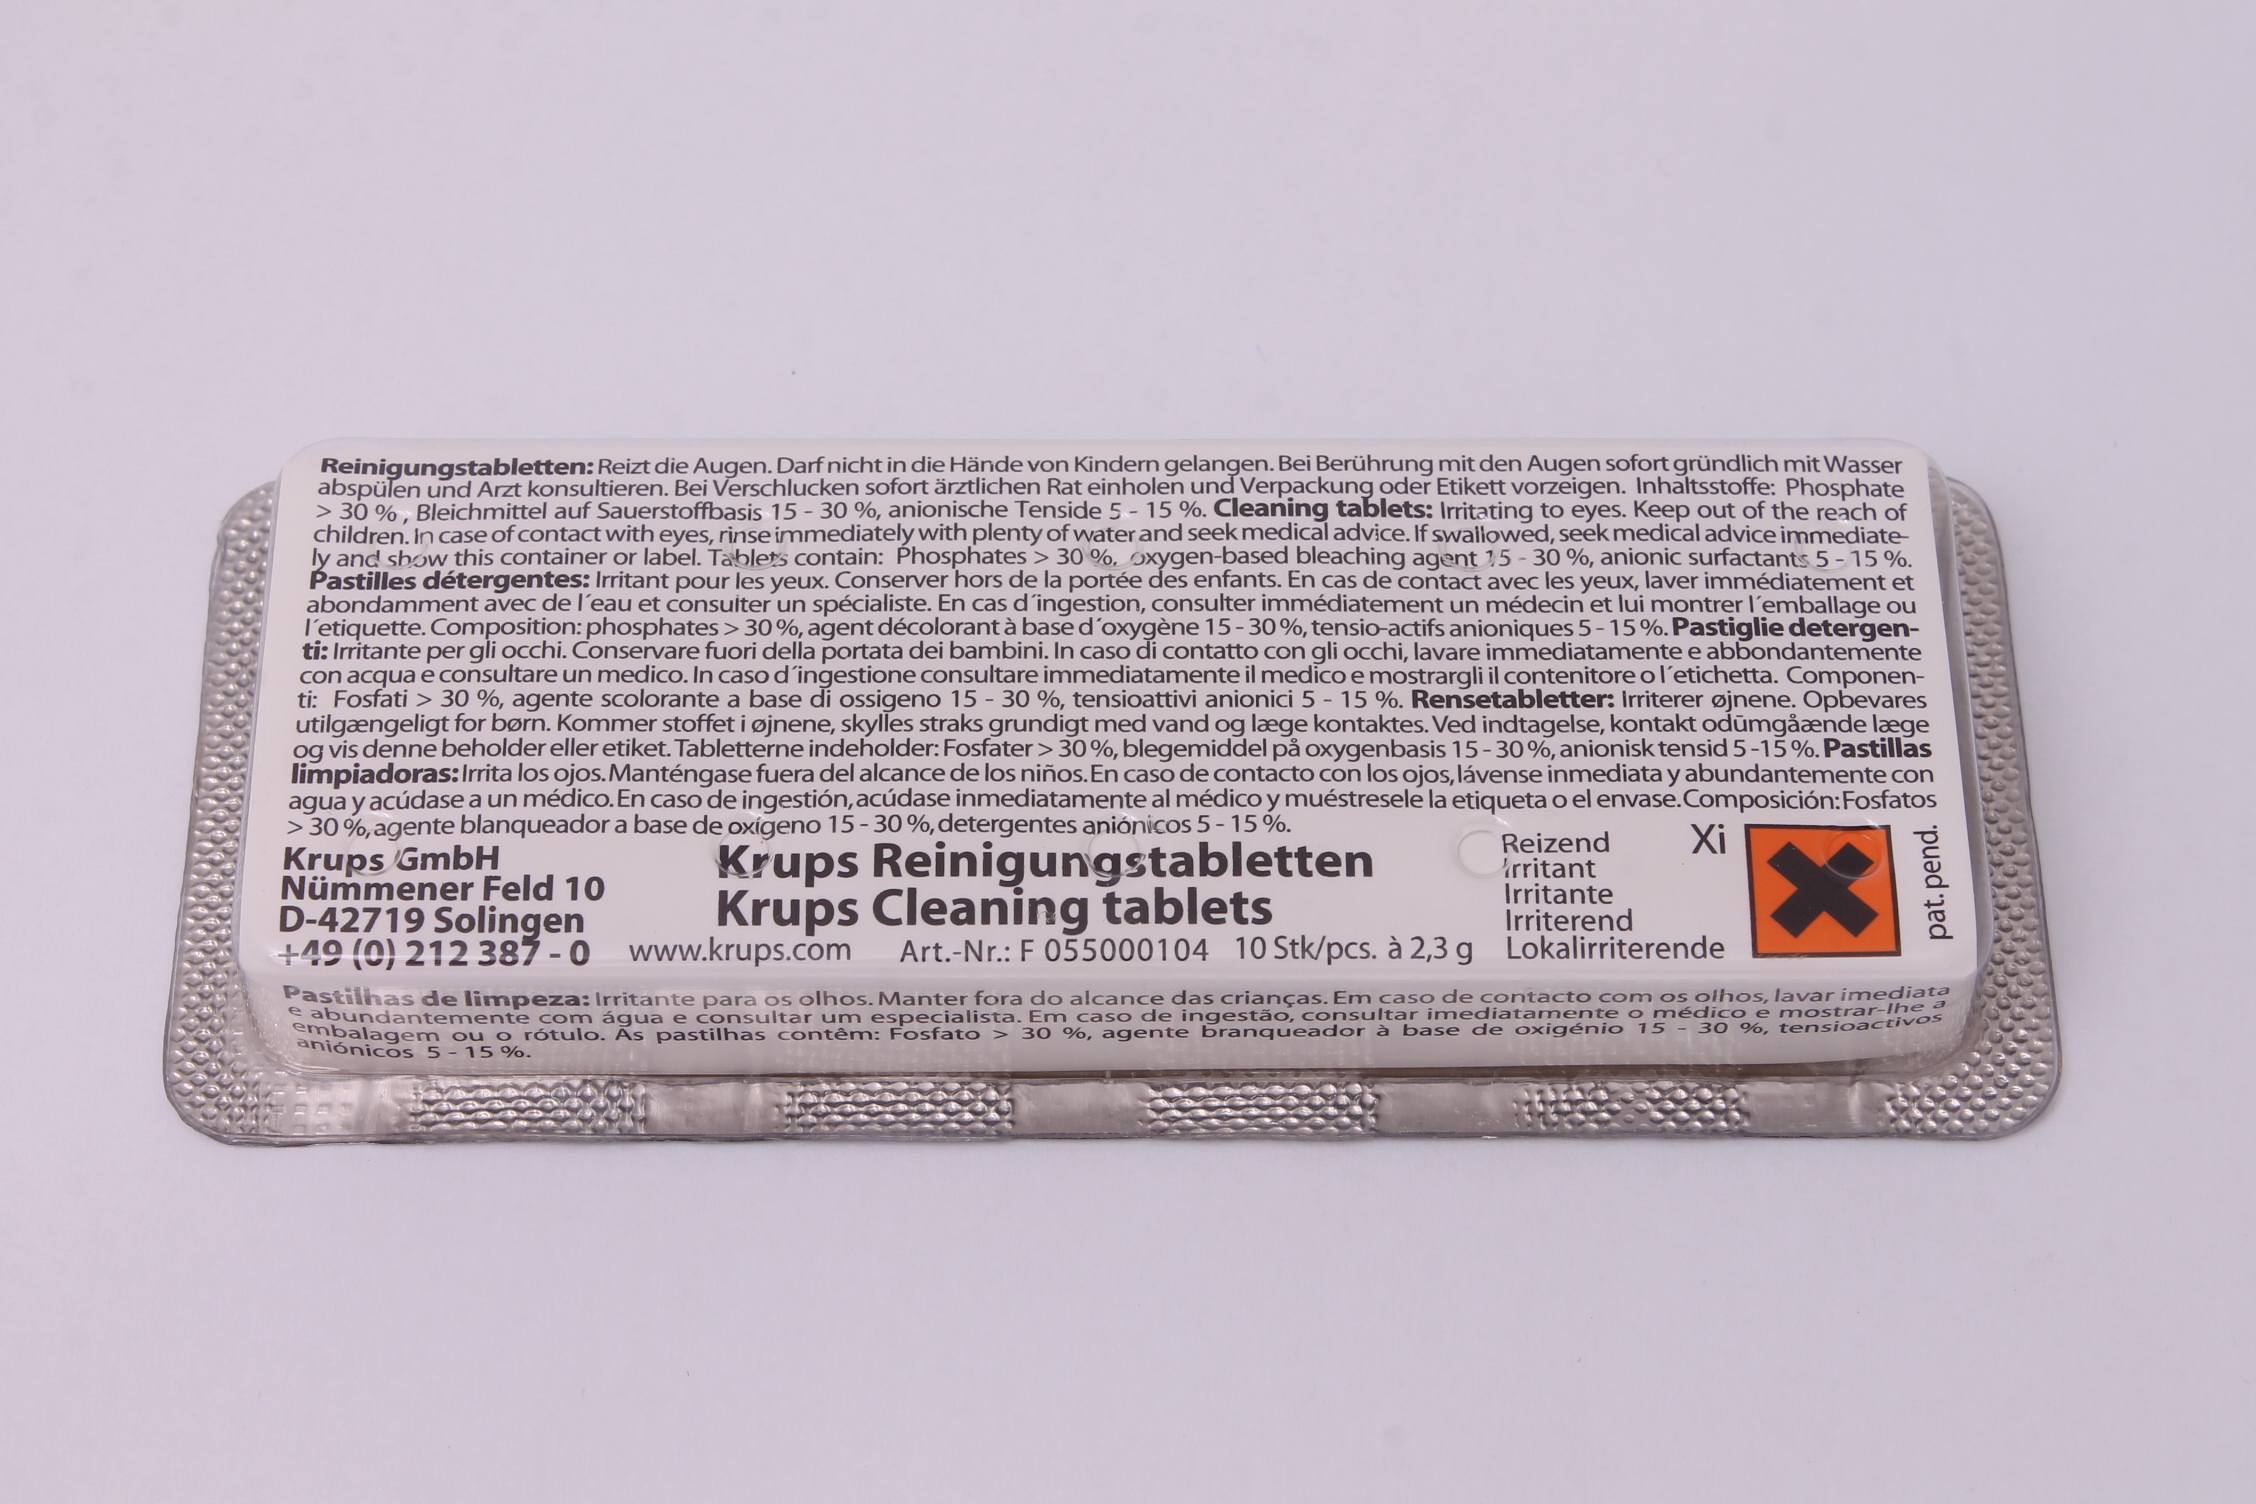 Reinigungstabletten: Reizt die Augen. Darf nicht in die Hände von Kindern gelangen. Bei Berührung mit den Augen sofort gründlich mit Wasser
abspülen und Arzt konsultieren. Bei Verschlucken sofort ärztlichen Rat einholen und Verpackung oder Etikett vorzeigen. Inhaltsstoffe: Phosphate
> 30 % , Bleichmittel auf Sauerstoffbasis 15 - 30 %, anionische Tenside 5 - 15 %. Cleaning tablets: Irritating to eyes. Keep out of the reach of
children. In case of contact with eyes, rinse immediately with plenty of water and seek medical advice. If swallowed, seek medical advice immediate-
ly and show this container or label. Tablets contain: Phosphates > 30 %, oxygen-based bleaching agent 15 - 30 %, anionic surfactants 5 - 15 %.
Pastilles détergentes: Irritant pour les yeux. Conserver hors de la portée des enfants. En cas de contact avec les yeux, laver immédiatement et
abondamment avec de l´eau et consulter un spécialiste. En cas d´ingestion, consulter immédiatement un médecin et lui montrer l´emballage ou
l´etiquette. Composition: phosphates > 30 %, agent décolorant à base d´oxygène 15 - 30 %, tensio-actifs anioniques 5 - 15 %. Pastiglie detergen-
ti: Irritante per gli occhi. Conservare fuori della portata dei bambini. In caso di contatto con gli occhi, lavare immediatamente e abbondantemente
con acqua e consultare un medico. In caso d´ingestione consultare immediatamente il medico e mostrargli il contenitore o l´etichetta. Componen-
ti: Fosfati > 30 %, agente scolorante a base di ossigeno 15 - 30 %, tensioattivi anionici 5 - 15 %. Rensetabletter: Irriterer øjnene. Opbevares
utilgængeligt for børn. Kommer stoffet i øjnene, skylles straks grundigt med vand og læge kontaktes. Ved indtagelse, kontakt odūmgåænde læge
og vis denne beholder eller etiket. Tabletterne indeholder: Fosfater > 30 %, blegemiddel på oxygenbasis 15 - 30 %, anionisk tensid 5 -15 %. Pastillas
limpiadoras: Irrita los ojos. Manténgase fuera del alcance de los niños. En caso de contacto con los ojos, lávense inmediata y abundantemente con
agua y acúdase a un médico. En caso de ingestión, acúdase inmediatamente al médico y muéstresele la etiqueta o el envase. Composición: Fosfatos
> 30 %, agente blanqueador a base de oxígeno 15 - 30 %, detergentes aniónicos 5 - 15 %.
Krups GmbH
Nümmener Feld 10
D-42719 Solingen
+49 (0) 212 387 - 0
Krups Reinigungstabletten
Krups Cleaning tablets
www.krups.com Art.-Nr.: F 055000104 10 Stk/pcs. à 2,3 g
Reizend
Irritant
Irritante
Irriterend
Lokalirriterende
Xi
pat. pend.
Pastilhas de limpeza: Irritante para os olhos. Manter fora do alcance das crianças. Em caso de contacto com os olhos, lavar imediata
e abundantemente com água e consultar um especialista. Em caso de ingestão, consultar imediatamente o médico e mostrar-lhe a
embalagem ou o rótulo. As pastilhas contêm: Fosfato > 30 %, agente branqueador à base de oxigénio 15 - 30 %, tensioactivos
aniónicos 5 - 15 %.